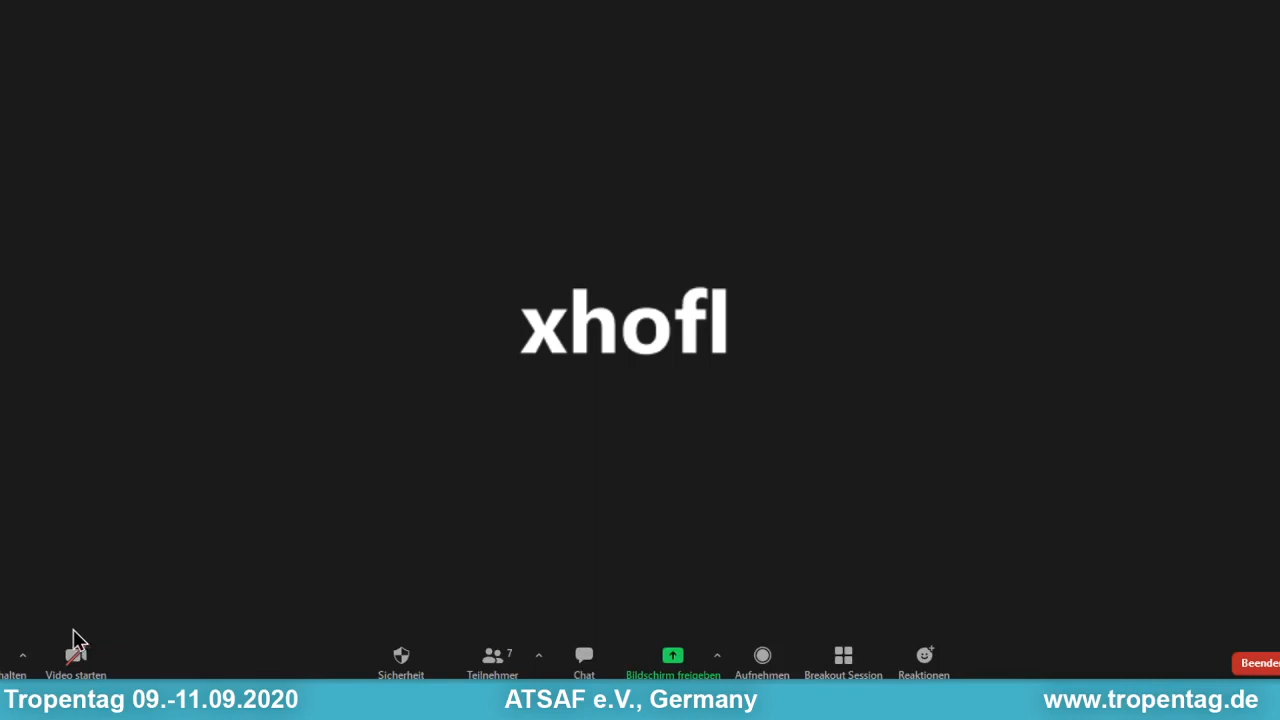 xhofl
7
halten Video starten Sicherheit Teilnehmer Chat Bildschirm freigeben Aufnehmen Breakout Session Reaktionen Beenden
Tropentag 09.-11.09.2020 ATSAF e.V., Germany www.tropentag.de